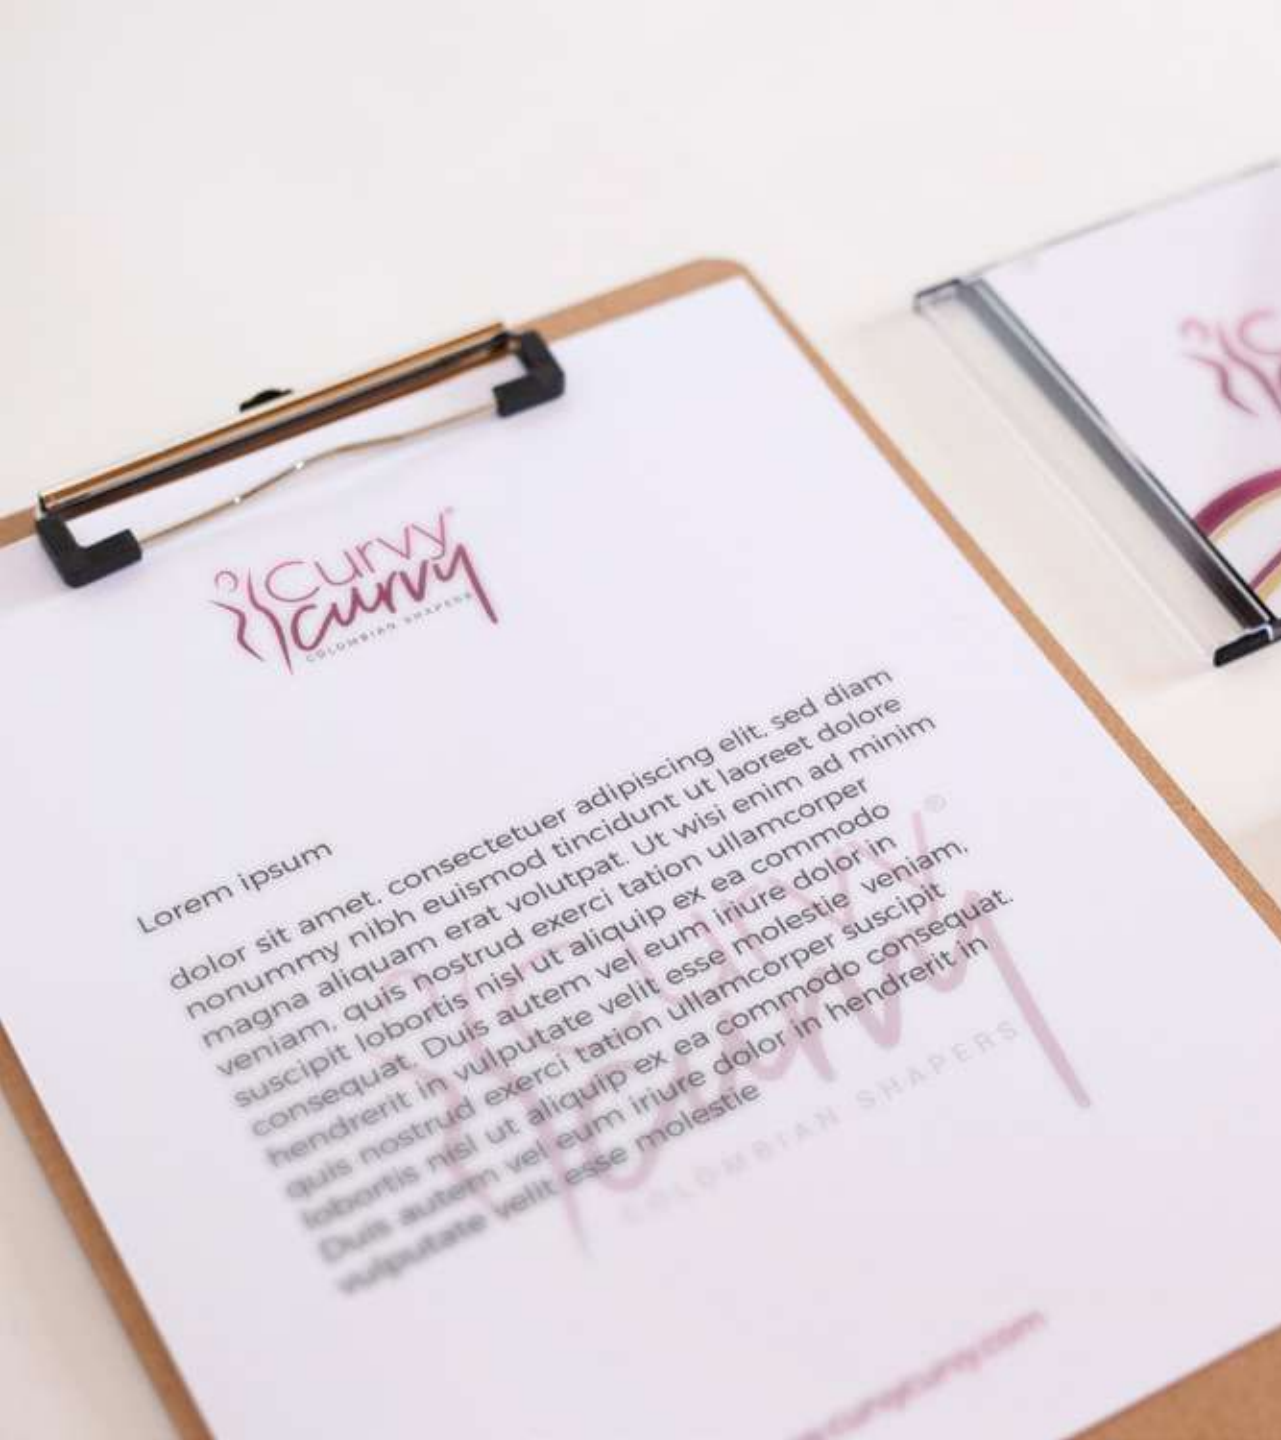 Curvy
curvy
COLOMBIAN SHAPERS
Lorem ipsum
dolor sit amet, consectetuer adipiscing elit, sed diam
nonummy nibh euismod tincidunt ut laoreet dolore
magna aliquam erat volutpat. Ut wisi enim ad minim
veniam, quis nostrud exerci tation ullamcorper
suscipit lobortis nisl ut aliquip ex ea commodo
consequat. Duis autem vel eum iriure dolor in
hendrerit in vulputate velit esse molestie veniam,
quis nostrud exerci tation ullamcorper suscipit
lobortis nisl ut aliquip ex ea commodo consequat.
Duis autem vel eum iriure dolor in hendrerit in
vulputate velit esse molestie
Curvy®
curvy
COLOMBIAN SHAPERS